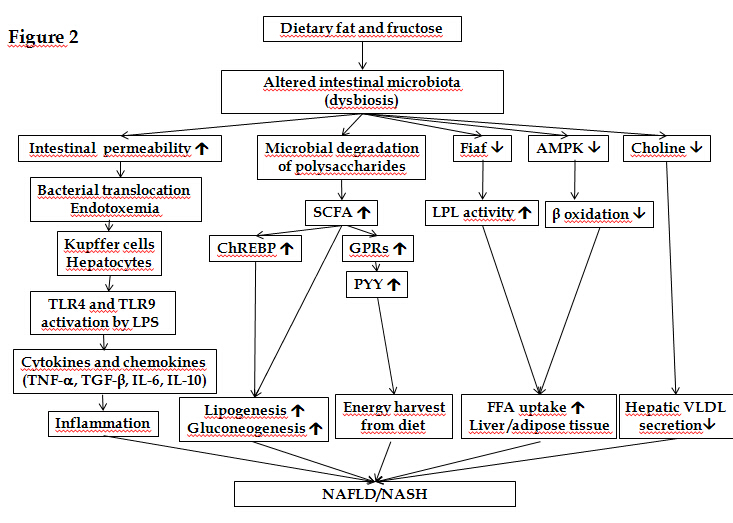 Figure 2
Dietary fat and fructose
Altered intestinal microbiota
(dysbiosis)
Intestinal permeability ↑
Microbial degradation
of polysaccharides
Fiaf ↓
AMPK ↓
Choline ↓
Bacterial translocation
Endotoxemia
SCFA ↑
LPL activity ↑
β oxidation ↓
Kupffer cells
Hepatocytes
ChREBP ↑
GPRs ↑
PYY ↑
TLR4 and TLR9
activation by LPS
Cytokines and chemokines
(TNF-α, TGF-β, IL-6, IL-10)
Inflammation
Lipogenesis ↑
Gluconeogenesis ↑
Energy harvest
from diet
FFA uptake ↑
Liver/adipose tissue
Hepatic VLDL
secretion↓
NAFLD/NASH